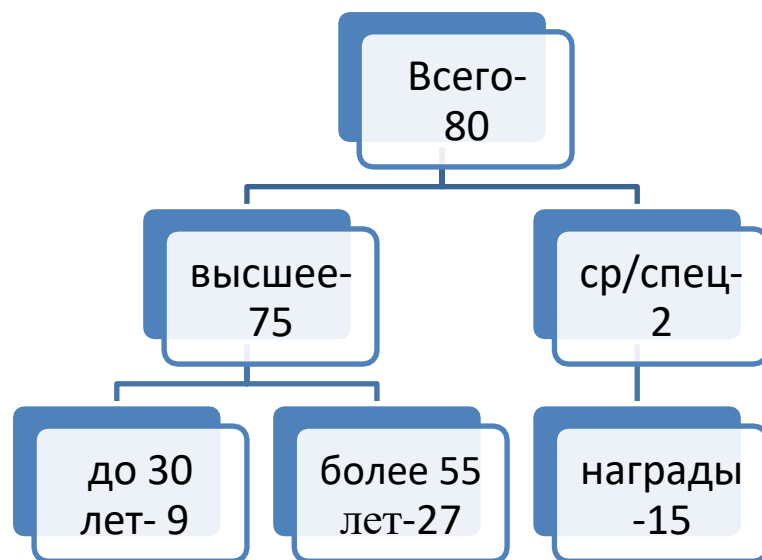 Всего-
80
высшее-
75
ср/спец-
2
до 30
лет- 9
более 55
лет-27
награды
-15